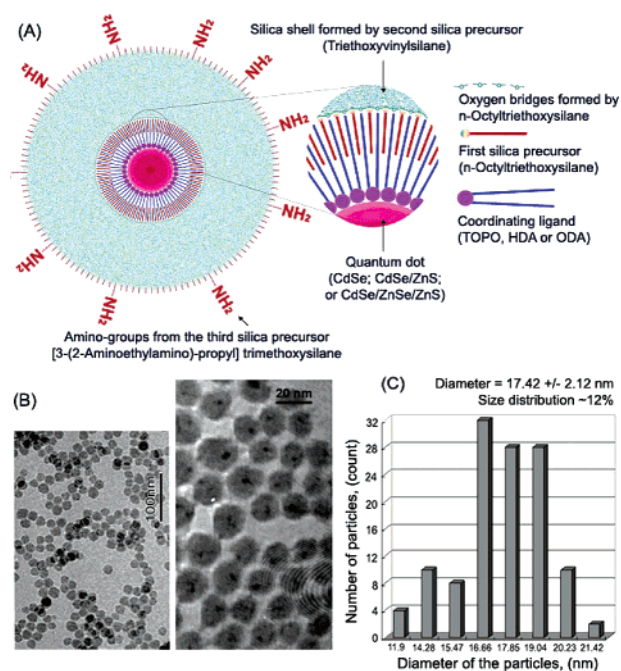 (A)
Silica shell formed by second silica precursor
(Triethoxyvinylsilane)
NH2
NH2
NH2
NH2
NH2
NH2
NH2
NH2
NH2
NH2
Oxygen bridges formed by
n-Octyltriethoxysilane
First silica precursor
(n-Octyltriethoxysilane)
Coordinating ligand
(TOPO, HDA or ODA)
Quantum dot
(CdSe; CdSe/ZnS;
or CdSe/ZnSe/ZnS)
Amino-groups from the third silica precursor
[3-(2-Aminoethylamino)-propyl] trimethoxysilane
(B)
100nm
20 nm
(C)
Diameter = 17.42 +/- 2.12 nm
Size distribution ~12%
Number of particles, (count)
32
28
24
20
16
12
8
4
0
11.9 14.28 15.47 16.66 17.85 19.04 20.23 21.42
Diameter of the particles, (nm)